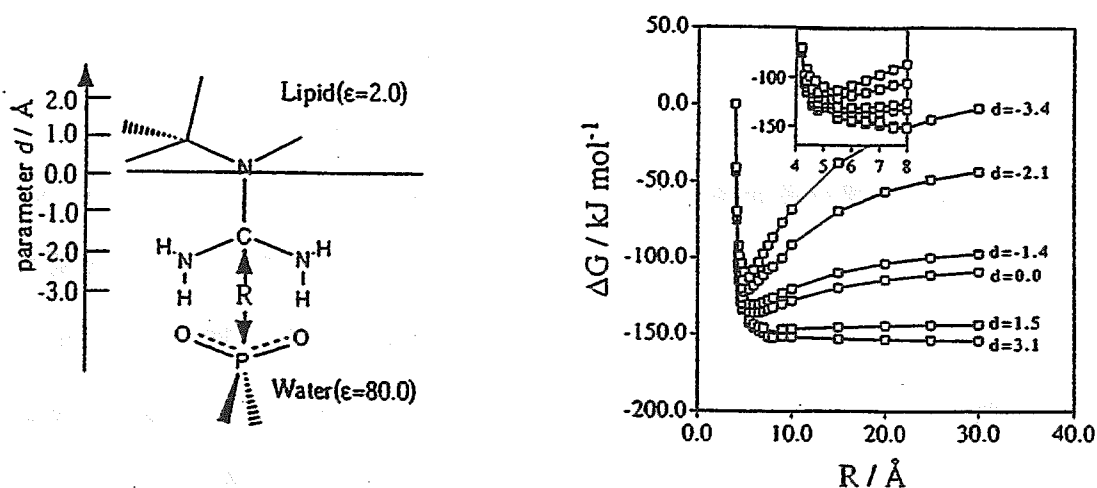 parameter d / Å
2.0
1.0
0.0
-1.0
-2.0
-3.0
Lipid(ε=2.0)
N
C
H
N
H
N
H
H
R
O
P
O
Water(ε=80.0)
ΔG / kJ mol-1
50.0
0.0
-50.0
-100.0
-150.0
-200.0
-100
-150
4 5 6 7 8
d=-3.4
d=-2.1
d=-1.4
d=0.0
d=1.5
d=3.1
0.0 10.0 20.0 30.0 40.0
R / Å